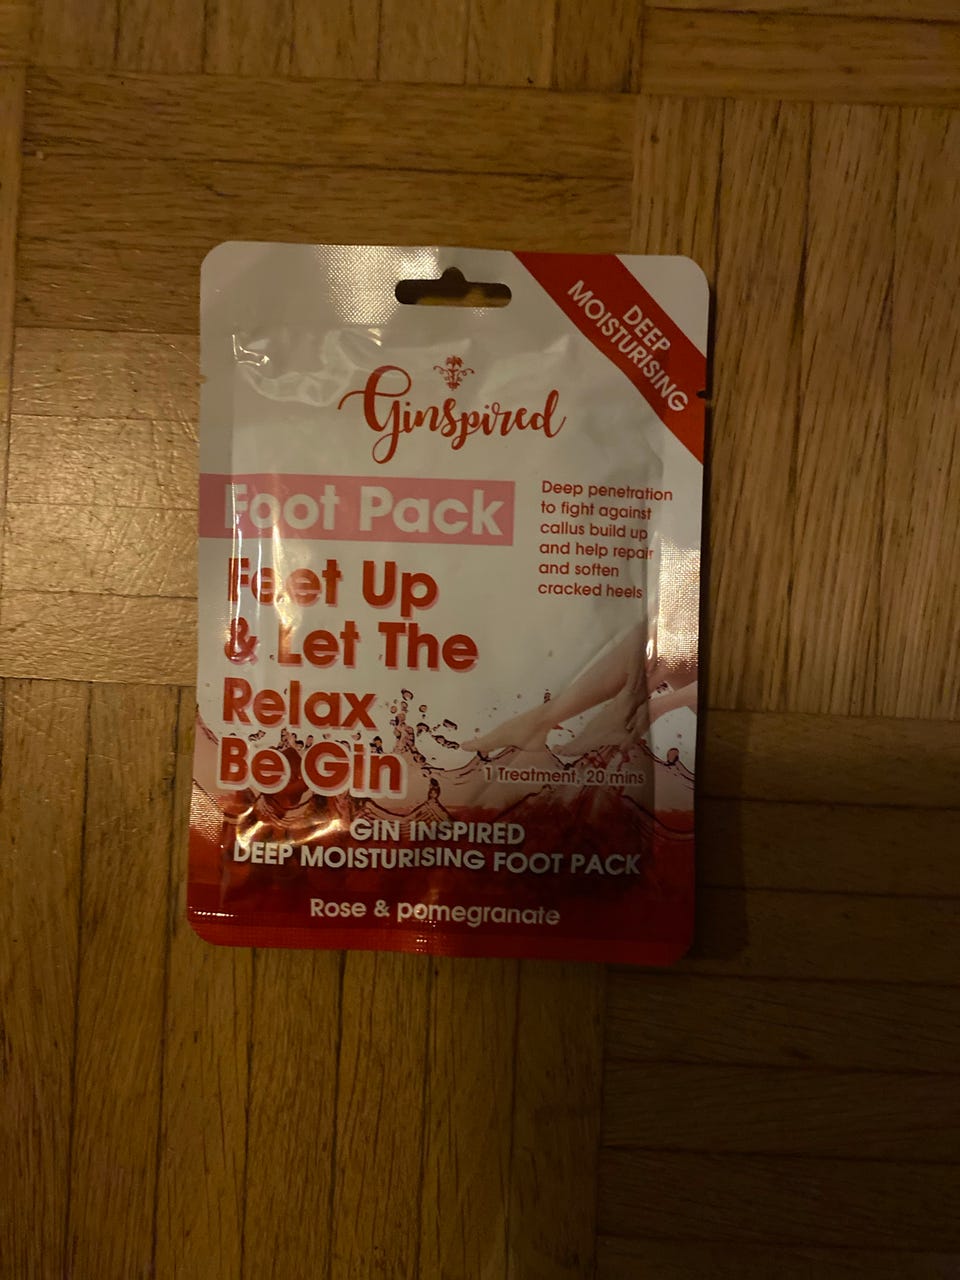 DEEP
MOISTURISING
Ginspired
Foot Pack
Deep penetration
to fight against
callus build up
and help repair
and soften
cracked heels
Feet Up
& Let The
Relax
Be Gin
1 Treatment, 20 mins
GIN INSPIRED
DEEP MOISTURISING FOOT PACK
Rose & pomegranate